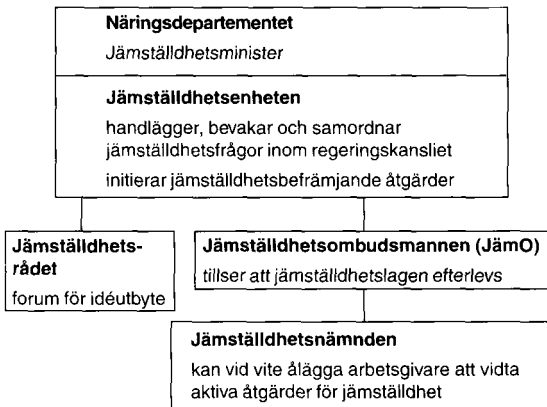 Näringsdepartementet
Jämställdhetsminister
Jämställdhetsenheten
handlägger, bevakar och samordnar
jämställdhetsfrågor inom regeringskansliet
initierar jämställdhetsbefrämjande åtgärder
Jämställdhets-
rådet
forum för idéutbyte
Jämställdhetsombudsmannen (JämO)
tillser att jämställdhetslagen efterlevs
Jämställdhetsnämnden
kan vid vite ålägga arbetsgivare att vidta
aktiva åtgärder för jämställdhet